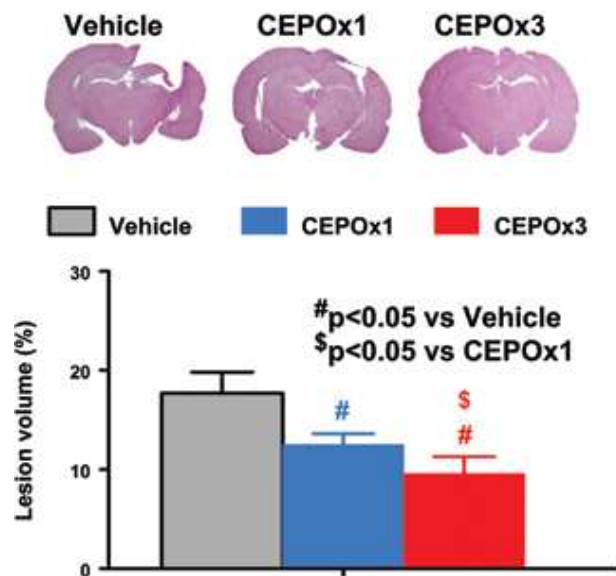 Vehicle CEPOx1 CEPOx3
Vehicle CEPOx1 CEPOx3
30
20
10
0
Lesion volume (%)
#p<0.05 vs Vehicle
$p<0.05 vs CEPOx1
#
$
#